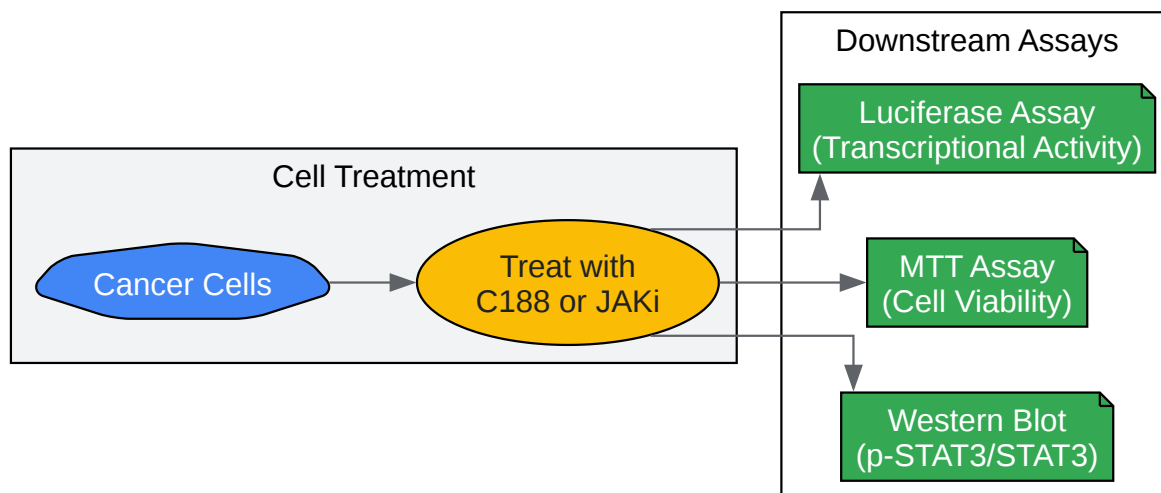 Downstream Assays
Luciferase Assay
(Transcriptional Activity)
Cell Treatment
Cancer Cells
Treat with
C188 or JAKi
MTT Assay
(Cell Viability)
Western Blot
(p-STAT3/STAT3)